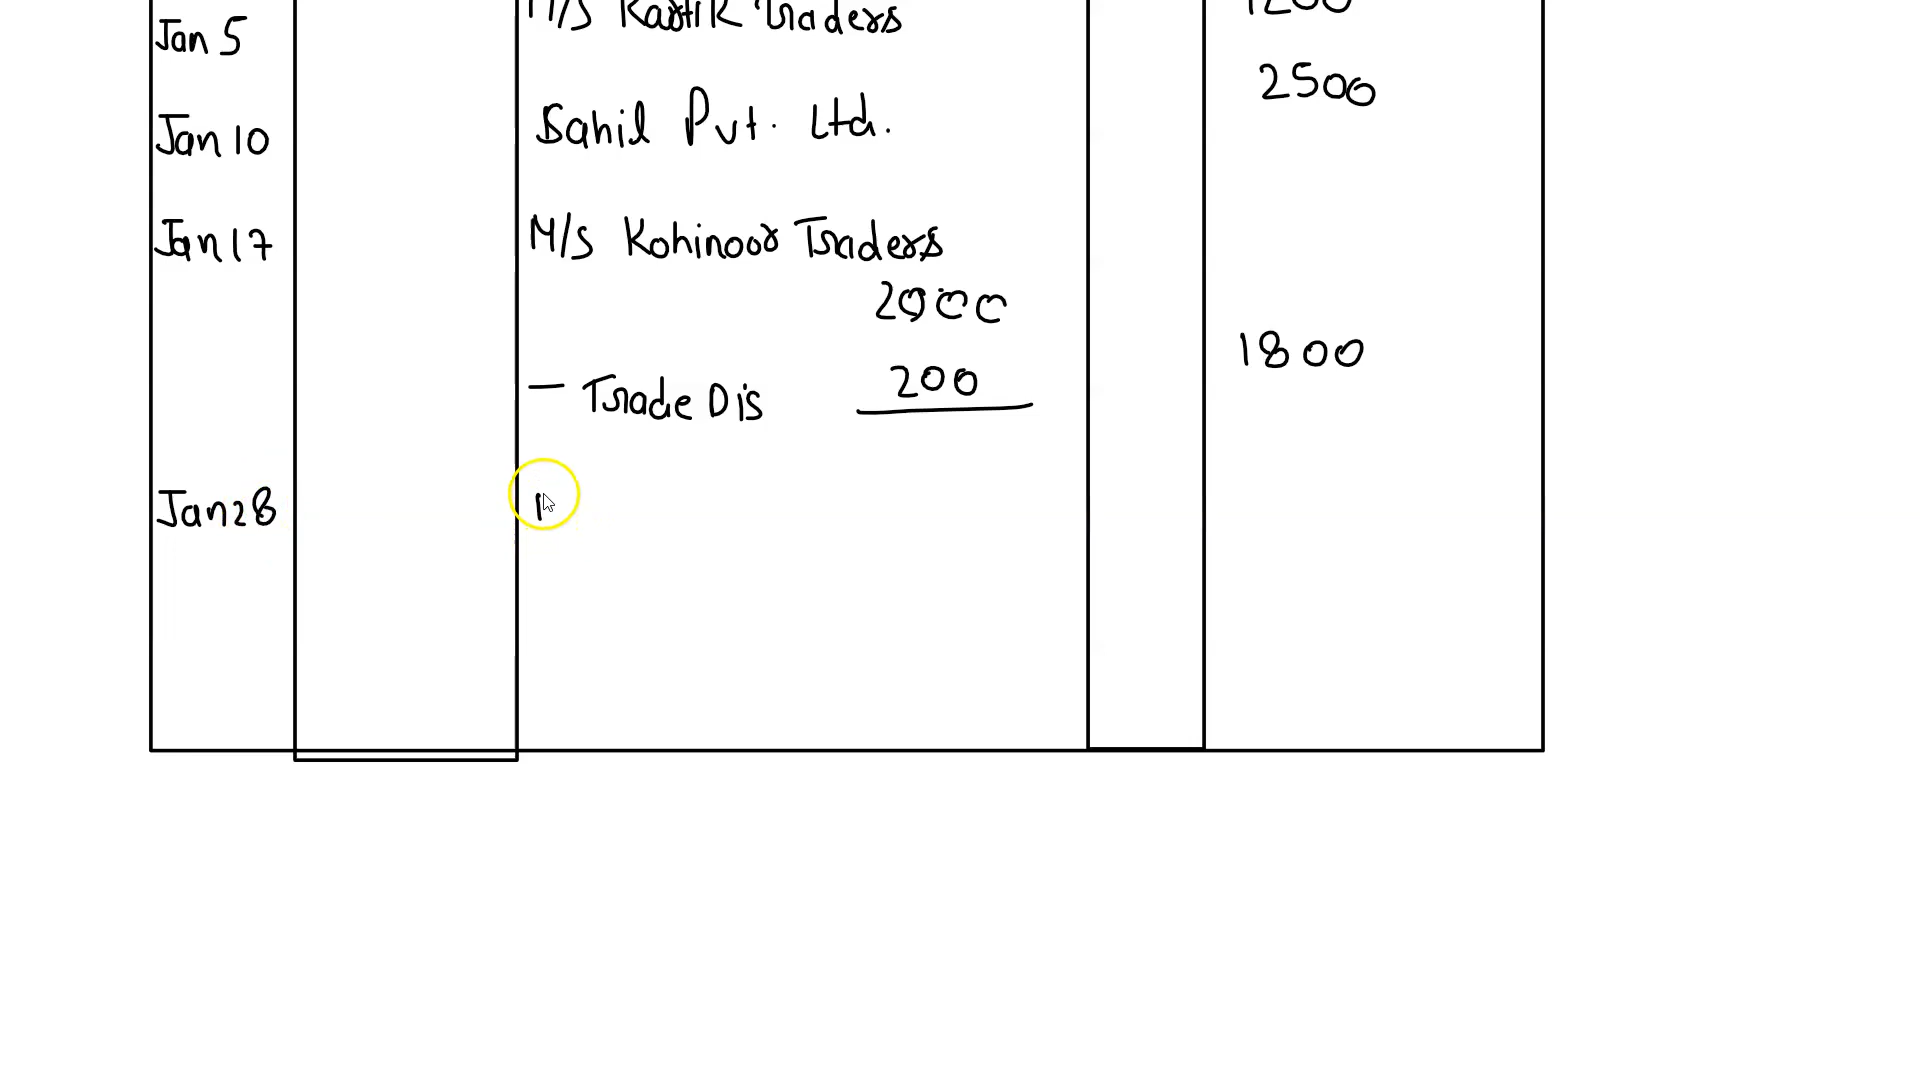 Jan 5 M/S Kartik Traders 1200
Jan 10 Sahil Pvt. Ltd. 2500
Jan 17 M/S Kohinoor Traders
2000
- Trade Dis 200 1800
Jan 28